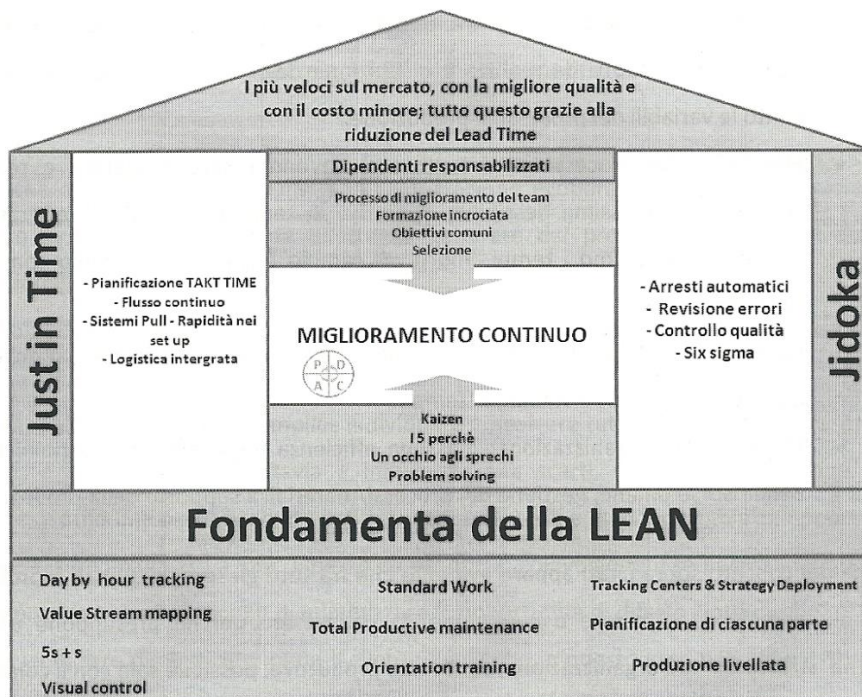 I più veloci sul mercato, con la migliore qualità e
con il costo minore; tutto questo grazie alla
riduzione del Lead Time
Just in Time
- Pianificazione TAKT TIME
- Flusso continuo
- Sistemi Pull - Rapidità nei
set up
- Logistica intergrata
Dipendenti responsabilizzati
Processo di miglioramento del team
Formazione incrociata
Obiettivi comuni
Selezione
MIGLIORAMENTO CONTINUO
P D
A C
Kaizen
I 5 perchè
Un occhio agli sprechi
Problem solving
- Arresti automatici
- Revisione errori
- Controllo qualità
- Six sigma
Jidoka
Fondamenta della LEAN
Day by hour tracking
Value Stream mapping
5s + s
Visual control
Standard Work
Total Productive maintenance
Orientation training
Tracking Centers & Strategy Deployment
Pianificazione di ciascuna parte
Produzione livellata